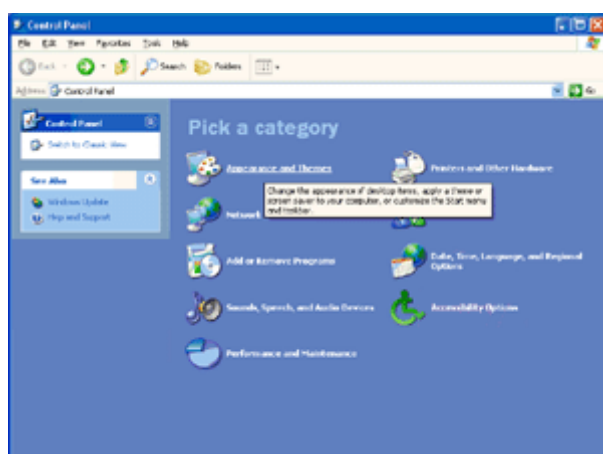 Control Panel
File Edit View Favorites Tools Help
Back Search Folders
Address Control Panel Go
Control Panel
Switch to Classic View
See Also
Windows Update
Help and Support
Pick a category
Appearance and Themes
Printers and Other Hardware
Change the appearance of desktop items, apply a theme or
screen saver to your computer, or customize the Start menu
and taskbar.
Network
Add or Remove Programs
Date, Time, Language, and Regional
Options
Sounds, Speech, and Audio Devices
Accessibility Options
Performance and Maintenance